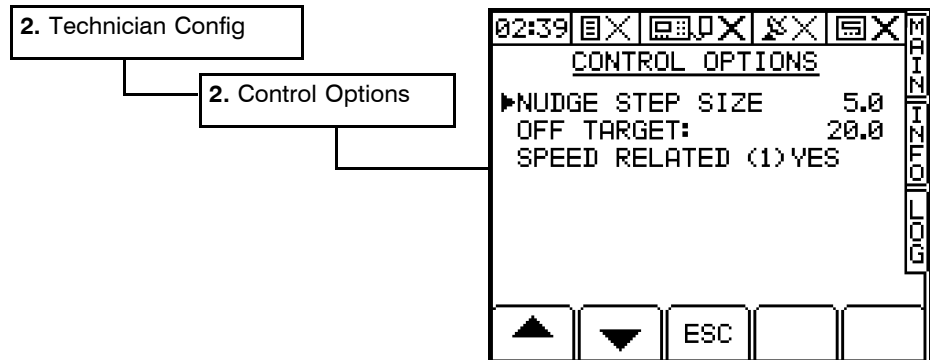 2. Technician Config
2. Control Options
02:39
CONTROL OPTIONS
NUDGE STEP SIZE 5.0
OFF TARGET: 20.0
SPEED RELATED (1) YES
MAIN
INFO
LOG
ESC